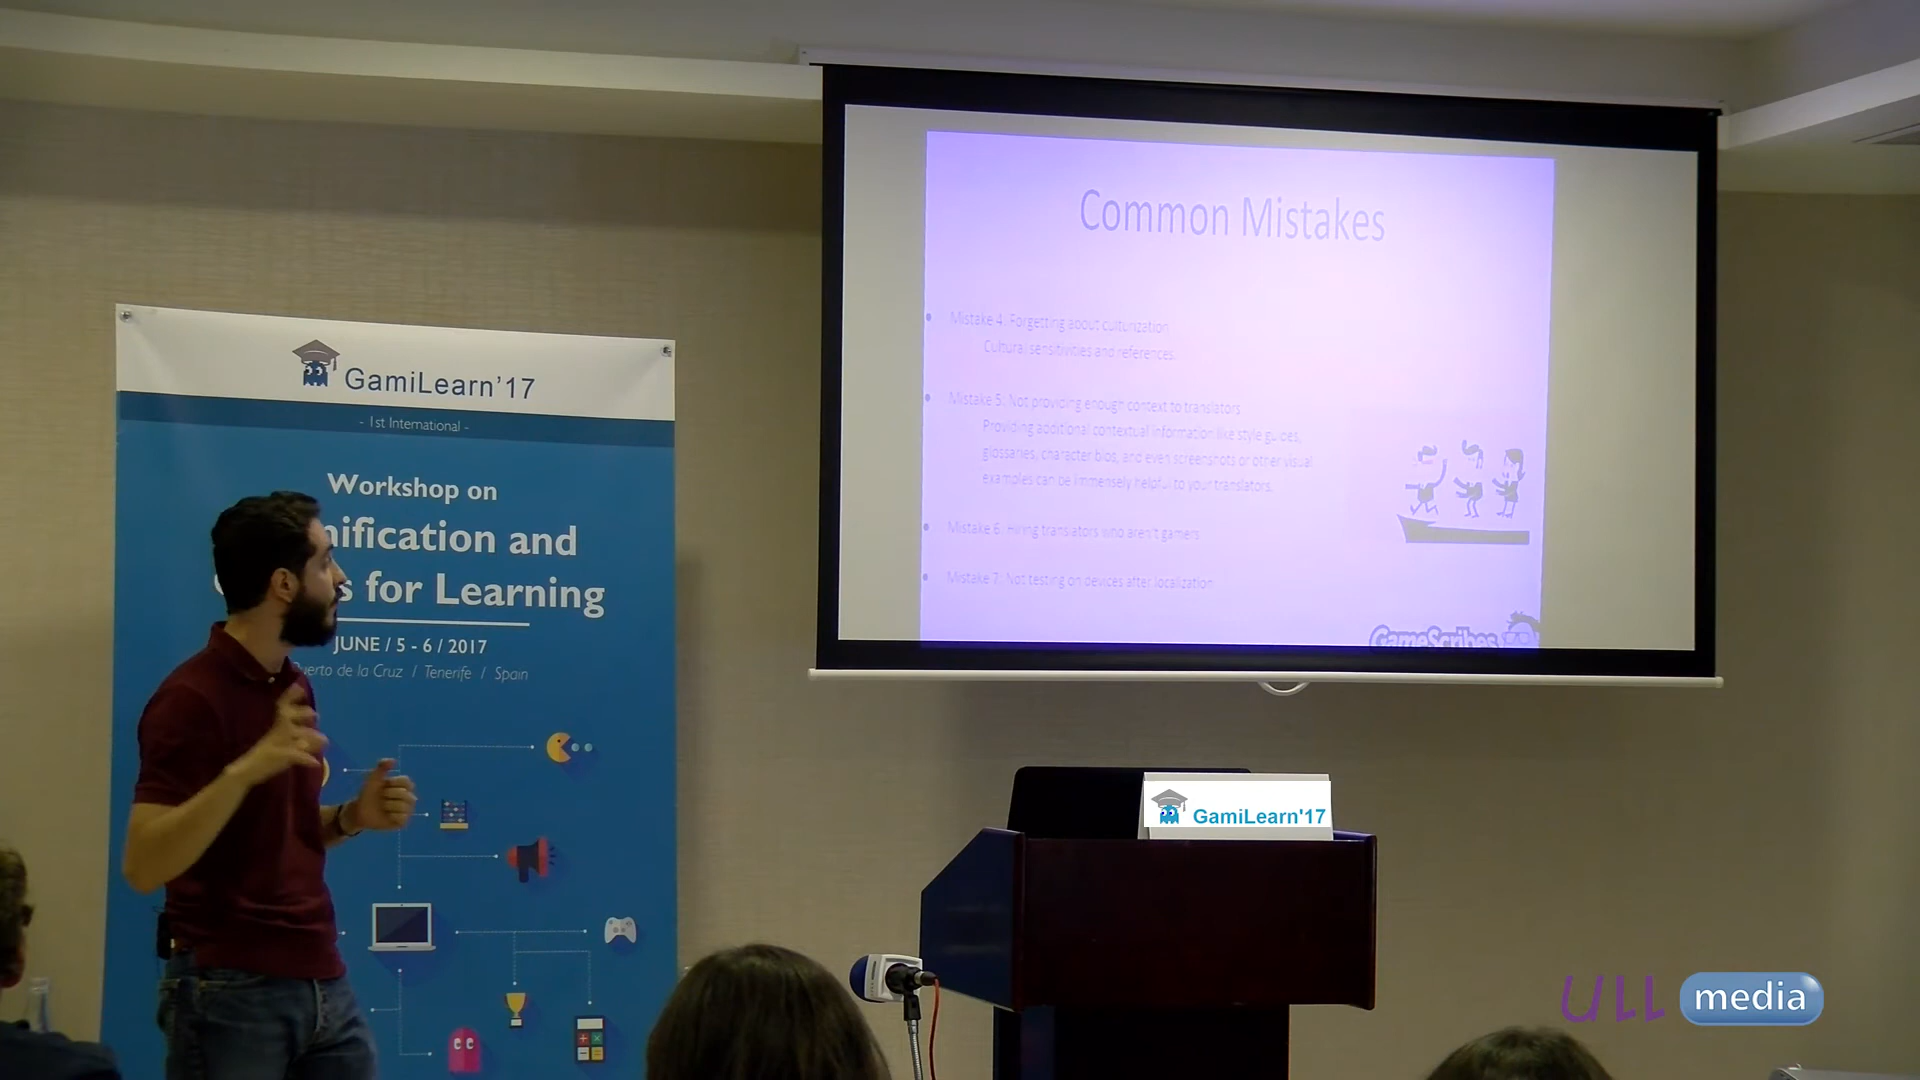 GamiLearn'17
- 1st International -
Workshop on
nification and
s for Learning
JUNE / 5 - 6 / 2017
uerto de la Cruz / Tenerife / Spain
Common Mistakes
• Mistake 4: Forgetting about culturization
Cultural sensitivities and references.
• Mistake 5: Not providing enough context to translators
Providing additional contextual information like style guides,
glossaries, character bios, and even screenshots or other visual
examples can be immensely helpful to your translators.
• Mistake 6: Hiring translators who aren't gamers
• Mistake 7: Not testing on devices after localization
GameScribes
GamiLearn'17
ULL media